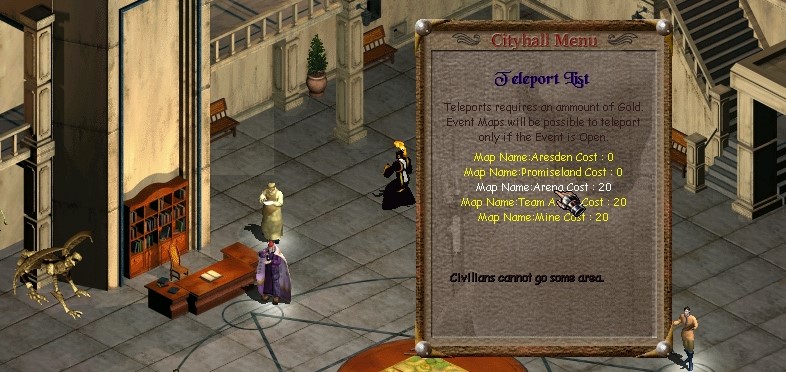 Cityhall Menu
Teleport List
Teleports requires an ammount of Gold
Event Maps will be passible to teleport
only if the Event is Open.
Map Name:Aresden Cost : 0
Map Name:Promiseland Cost : 0
Map Name:Arena Cost : 20
Map Name:Team A Cost : 20
Map Name:Mine Cost : 20
Civilians cannot go some area.